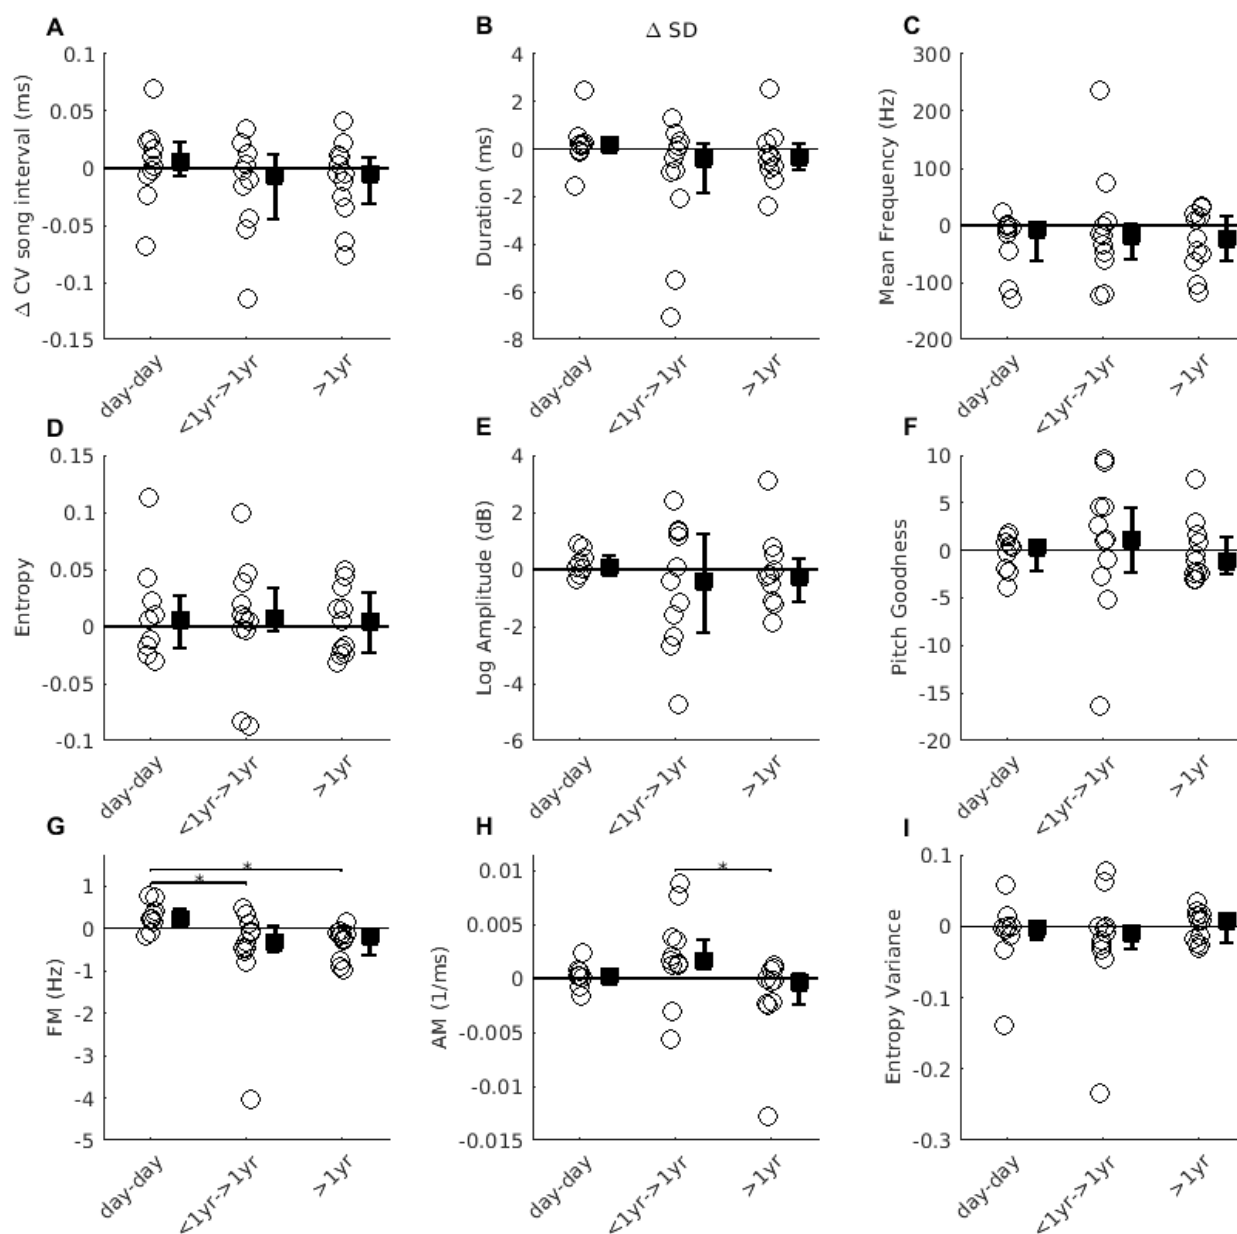 A
B
Δ SD
C
0.1
0.05
0
-0.05
-0.1
-0.15
Δ CV song interval (ms)
day-day
<1yr->1yr
>1yr
4
2
0
-2
-4
-6
-8
Duration (ms)
day-day
<1yr->1yr
>1yr
300
200
100
0
-100
-200
Mean Frequency (Hz)
day-day
<1yr->1yr
>1yr
D
E
F
0.15
0.1
0.05
0
-0.05
-0.1
Entropy
day-day
<1yr->1yr
>1yr
4
2
0
-2
-4
-6
Log Amplitude (dB)
day-day
<1yr->1yr
>1yr
10
5
0
-5
-10
-15
-20
Pitch Goodness
day-day
<1yr->1yr
>1yr
G
H
I
*
*
1
0
-1
-2
-3
-4
-5
FM (Hz)
day-day
<1yr->1yr
>1yr
*
0.01
0.005
0
-0.005
-0.01
-0.015
AM (1/ms)
day-day
<1yr->1yr
>1yr
0.1
0
-0.1
-0.2
-0.3
Entropy Variance
day-day
<1yr->1yr
>1yr